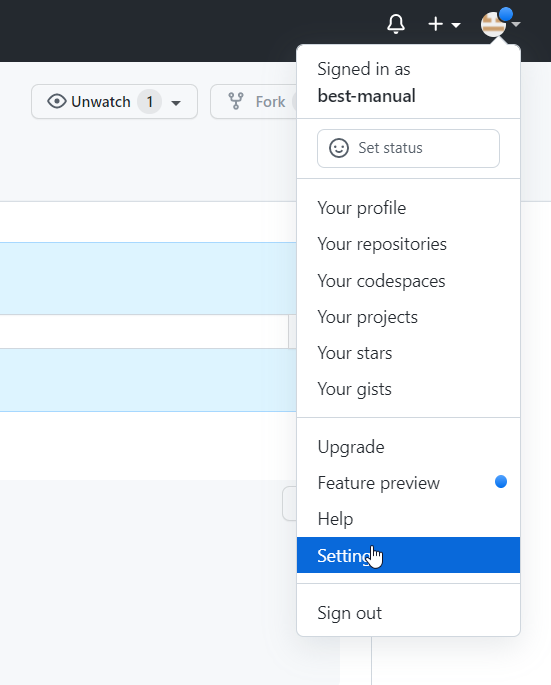 Unwatch 1
Fork
Signed in as
best-manual
Set status
Your profile
Your repositories
Your codespaces
Your projects
Your stars
Your gists
Upgrade
Feature preview
Help
Settings
Sign out